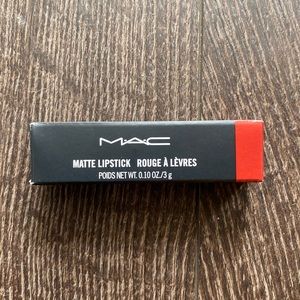 MAC
MATTE LIPSTICK ROUGE À LÈVRES
POIDS NET WT. 0.10 OZ./3 g